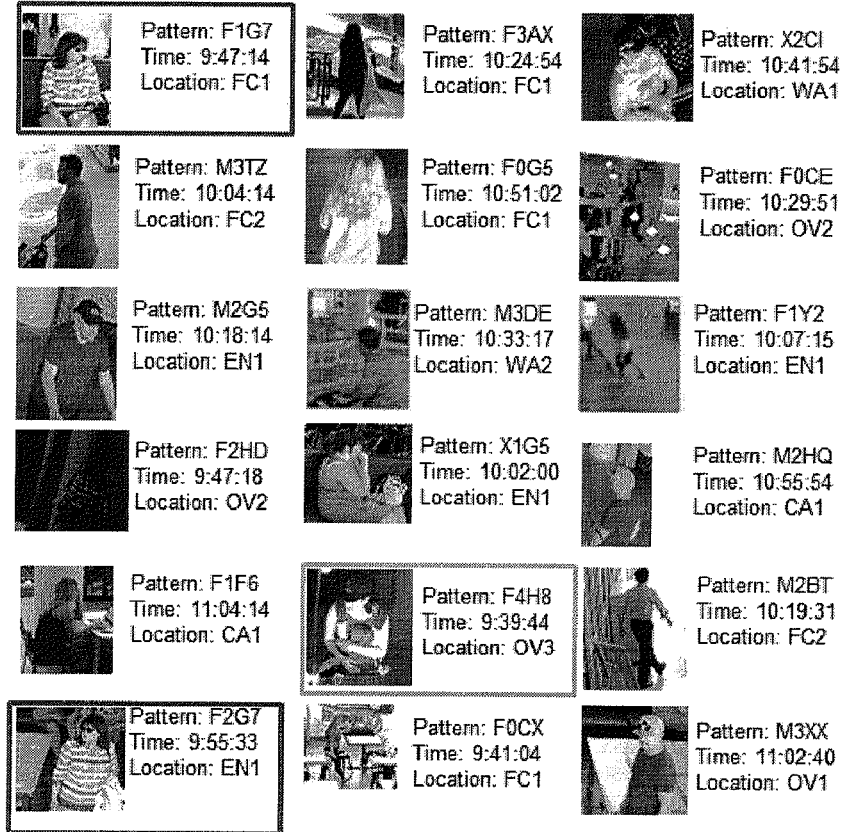 Pattern: F1G7
Time: 9:47:14
Location: FC1
Pattern: F3AX
Time: 10:24:54
Location: FC1
Pattern: X2CI
Time: 10:41:54
Location: WA1
Pattern: M3TZ
Time: 10:04:14
Location: FC2
Pattern: F0G5
Time: 10:51:02
Location: FC1
Pattern: F0CE
Time: 10:29:51
Location: OV2
Pattern: M2G5
Time: 10:18:14
Location: EN1
Pattern: M3DE
Time: 10:33:17
Location: WA2
Pattern: F1Y2
Time: 10:07:15
Location: EN1
Pattern: F2HD
Time: 9:47:18
Location: OV2
Pattern: X1G5
Time: 10:02:00
Location: EN1
Pattern: M2HQ
Time: 10:55:54
Location: CA1
Pattern: F1F6
Time: 11:04:14
Location: CA1
Pattern: F4H8
Time: 9:39:44
Location: OV3
Pattern: M2BT
Time: 10:19:31
Location: FC2
Pattern: F2G7
Time: 9:55:33
Location: EN1
Pattern: F0CX
Time: 9:41:04
Location: FC1
Pattern: M3XX
Time: 11:02:40
Location: OV1